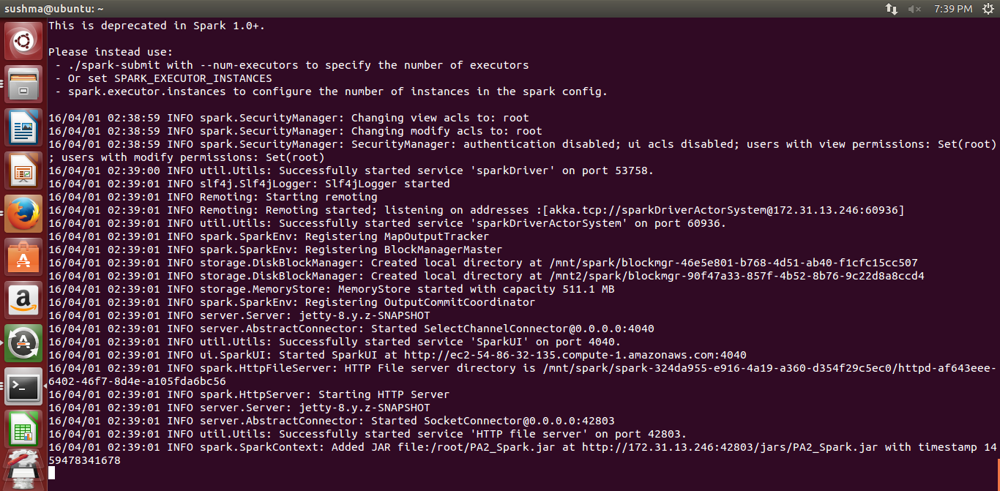 sushma@ubuntu: ~
7:39 PM
This is deprecated in Spark 1.0+.
Please instead use:
- ./spark-submit with --num-executors to specify the number of executors
- Or set SPARK_EXECUTOR_INSTANCES
- spark.executor.instances to configure the number of instances in the spark config.
16/04/01 02:38:59 INFO spark.SecurityManager: Changing view acls to: root
16/04/01 02:38:59 INFO spark.SecurityManager: Changing modify acls to: root
16/04/01 02:38:59 INFO spark.SecurityManager: SecurityManager: authentication disabled; ui acls disabled; users with view permissions: Set(root)
; users with modify permissions: Set(root)
16/04/01 02:39:00 INFO util.Utils: Successfully started service 'sparkDriver' on port 53758.
16/04/01 02:39:01 INFO slf4j.Slf4jLogger: Slf4jLogger started
16/04/01 02:39:01 INFO Remoting: Starting remoting
16/04/01 02:39:01 INFO Remoting: Remoting started; listening on addresses :[akka.tcp://sparkDriverActorSystem@172.31.13.246:60936]
16/04/01 02:39:01 INFO util.Utils: Successfully started service 'sparkDriverActorSystem' on port 60936.
16/04/01 02:39:01 INFO spark.SparkEnv: Registering MapOutputTracker
16/04/01 02:39:01 INFO spark.SparkEnv: Registering BlockManagerMaster
16/04/01 02:39:01 INFO storage.DiskBlockManager: Created local directory at /mnt/spark/blockmgr-46e5e801-b768-4d51-ab40-f1cfc15cc507
16/04/01 02:39:01 INFO storage.DiskBlockManager: Created local directory at /mnt2/spark/blockmgr-90f47a33-857f-4b52-8b76-9c22d8a8ccd4
16/04/01 02:39:01 INFO storage.MemoryStore: MemoryStore started with capacity 511.1 MB
16/04/01 02:39:01 INFO spark.SparkEnv: Registering OutputCommitCoordinator
16/04/01 02:39:01 INFO server.Server: jetty-8.y.z-SNAPSHOT
16/04/01 02:39:01 INFO server.AbstractConnector: Started SelectChannelConnector@0.0.0.0:4040
16/04/01 02:39:01 INFO util.Utils: Successfully started service 'SparkUI' on port 4040.
16/04/01 02:39:01 INFO ui.SparkUI: Started SparkUI at http://ec2-54-86-32-135.compute-1.amazonaws.com:4040
16/04/01 02:39:01 INFO spark.HttpFileServer: HTTP File server directory is /mnt/spark/spark-324da955-e916-4a19-a360-d354f29c5ec0/httpd-af643eee-
6402-46f7-8d4e-a105fda6bc56
16/04/01 02:39:01 INFO spark.HttpServer: Starting HTTP Server
16/04/01 02:39:01 INFO server.Server: jetty-8.y.z-SNAPSHOT
16/04/01 02:39:01 INFO server.AbstractConnector: Started SocketConnector@0.0.0.0:42803
16/04/01 02:39:01 INFO util.Utils: Successfully started service 'HTTP file server' on port 42803.
16/04/01 02:39:01 INFO spark.SparkContext: Added JAR file:/root/PA2_Spark.jar at http://172.31.13.246:42803/jars/PA2_Spark.jar with timestamp 14
59478341678